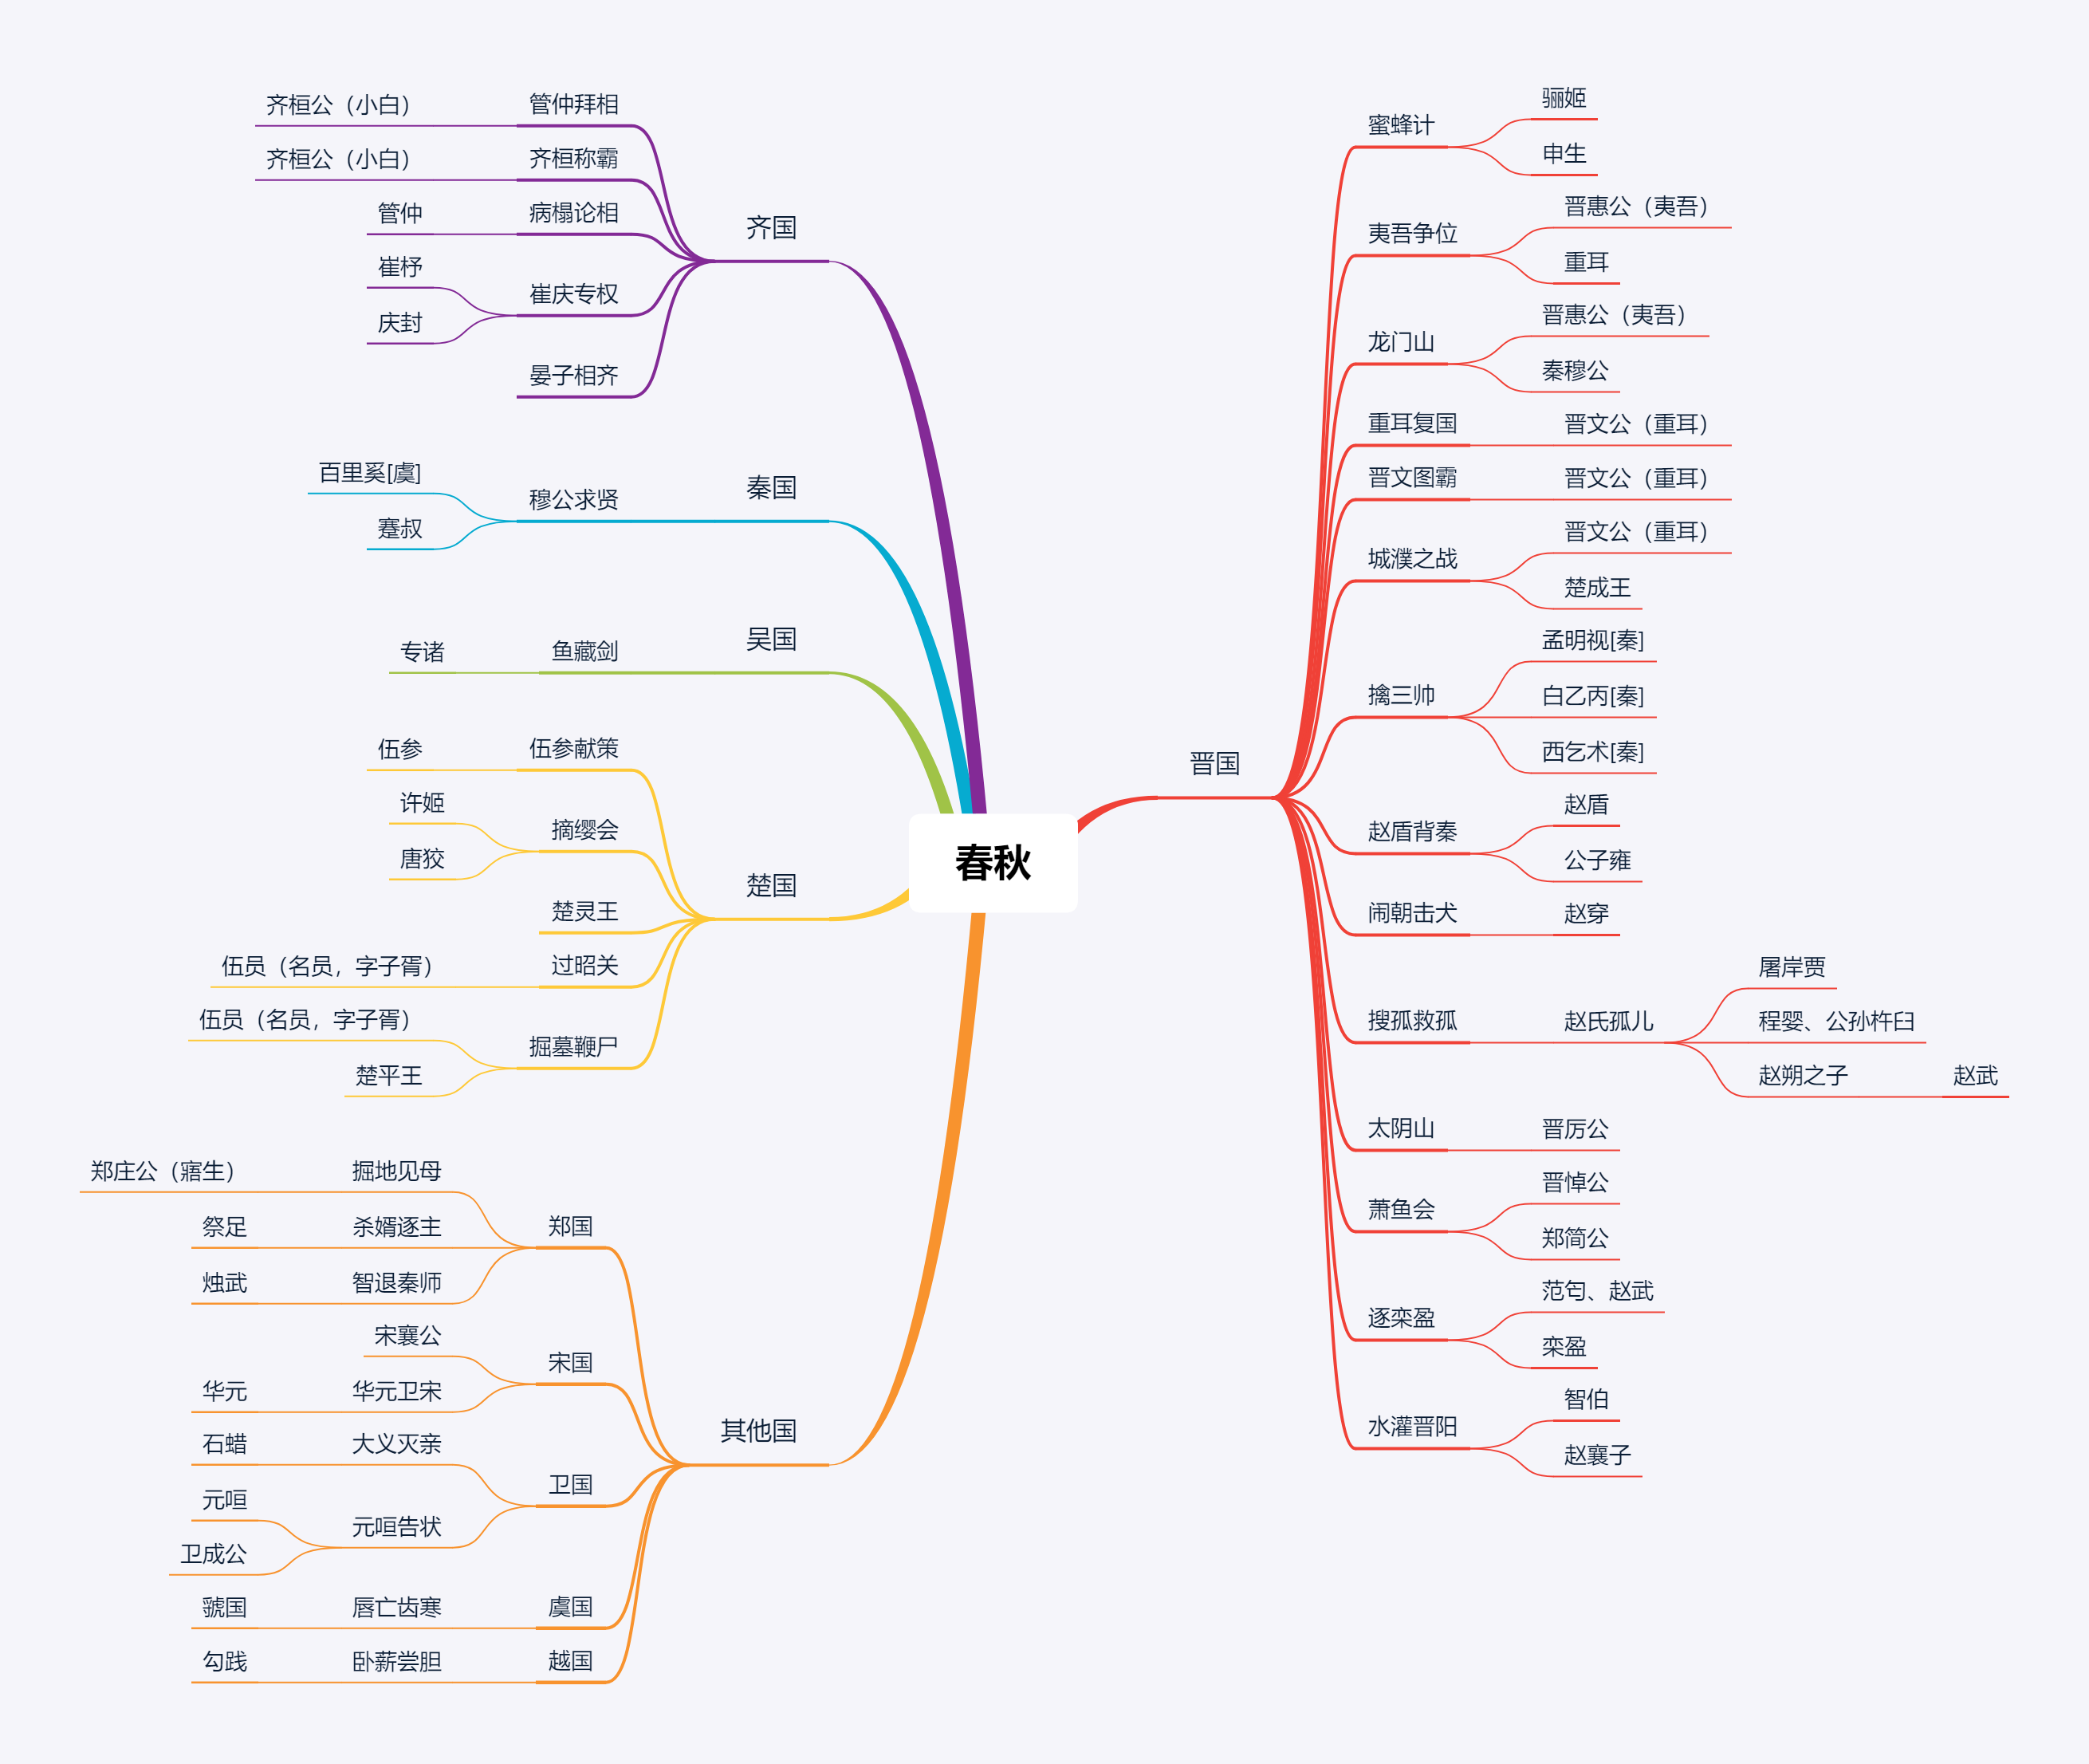 春秋
晋国
蜜蜂计
骊姬
申生
夷吾争位
晋惠公（夷吾）
重耳
龙门山
晋惠公（夷吾）
秦穆公
重耳复国
晋文公（重耳）
晋文图霸
晋文公（重耳）
城濮之战
晋文公（重耳）
楚成王
擒三帅
孟明视[秦]
白乙丙[秦]
西乞术[秦]
赵盾背秦
赵盾
公子雍
闹朝击犬
赵穿
搜孤救孤
赵氏孤儿
屠岸贾
程婴、公孙杵臼
赵朔之子
赵武
太阴山
晋厉公
萧鱼会
晋悼公
郑简公
逐栾盈
范匄、赵武
栾盈
水灌晋阳
智伯
赵襄子
齐国
管仲拜相
齐桓公（小白）
齐桓称霸
齐桓公（小白）
病榻论相
管仲
崔庆专权
崔杼
庆封
晏子相齐
秦国
穆公求贤
百里奚[虞]
蹇叔
吴国
鱼藏剑
专诸
楚国
伍参献策
伍参
摘缨会
许姬
唐狡
楚灵王
过昭关
伍员（名员，字子胥）
掘墓鞭尸
伍员（名员，字子胥）
楚平王
其他国
郑国
掘地见母
郑庄公（寤生）
杀婿逐主
祭足
智退秦师
烛武
宋国
宋襄公
华元卫宋
华元
卫国
大义灭亲
石蜡
元咺告状
元咺
卫成公
虞国
唇亡齿寒
虢国
越国
卧薪尝胆
勾践